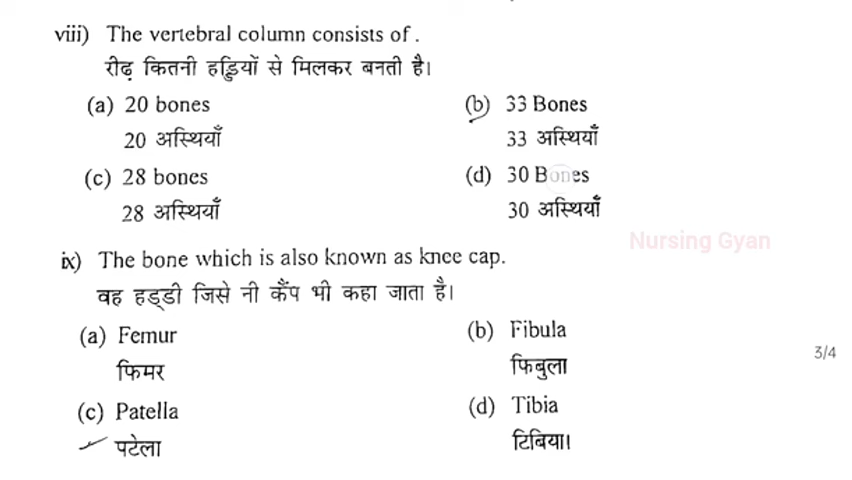 viii) The vertebral column consists of .
रीढ़ कितनी हड्डियों से मिलकर बनती है।
(a) 20 bones (b) 33 Bones
20 अस्थियाँ 33 अस्थियाँ
(c) 28 bones (d) 30 Bones
28 अस्थियाँ 30 अस्थियाँ
Nursing Gyan
ix) The bone which is also known as knee cap.
वह हड्डी जिसे नी कैंप भी कहा जाता है।
(a) Femur (b) Fibula
फिमर फिबुला
3/4
(c) Patella (d) Tibia
पटेला टिबिया।